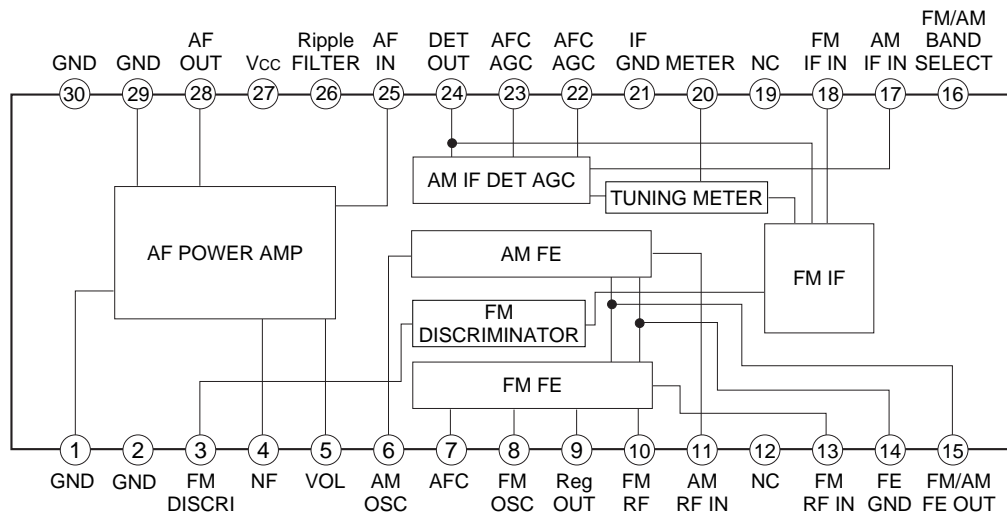 FM/AM
AF Ripple AF DET AFC AFC IF FM AM BAND
GND GND OUT VCC FILTER IN OUT AGC AGC GND METER NC IF IN IF IN SELECT
30 29 28 27 26 25 24 23 22 21 20 19 18 17 16
AM IF DET AGC
TUNING METER
AF POWER AMP
AM FE
FM IF
FM
DISCRIMINATOR
FM FE
1 2 3 4 5 6 7 8 9 10 11 12 13 14 15
GND GND FM NF VOL AM AFC FM Reg FM AM NC FM FE FM/AM
DISCRI OSC OSC OUT RF RF IN RF IN GND FE OUT